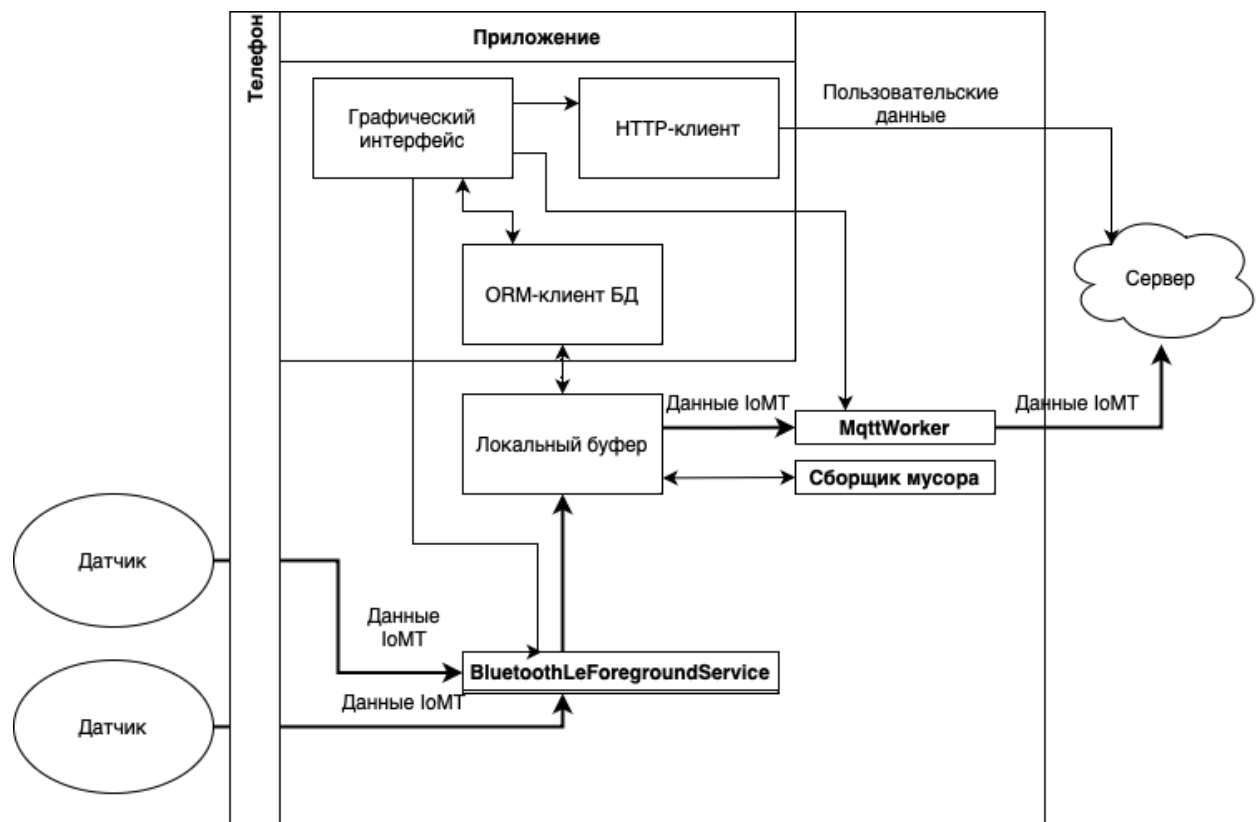 Телефон
Приложение
Графический
интерфейс
HTTP-клиент
Пользовательские
данные
ORM-клиент БД
Сервер
Локальный буфер
Данные IoMT
MqttWorker
Данные IoMT
Сборщик мусора
Датчик
Данные
IoMT
BluetoothLeForegroundService
Данные IoMT
Датчик